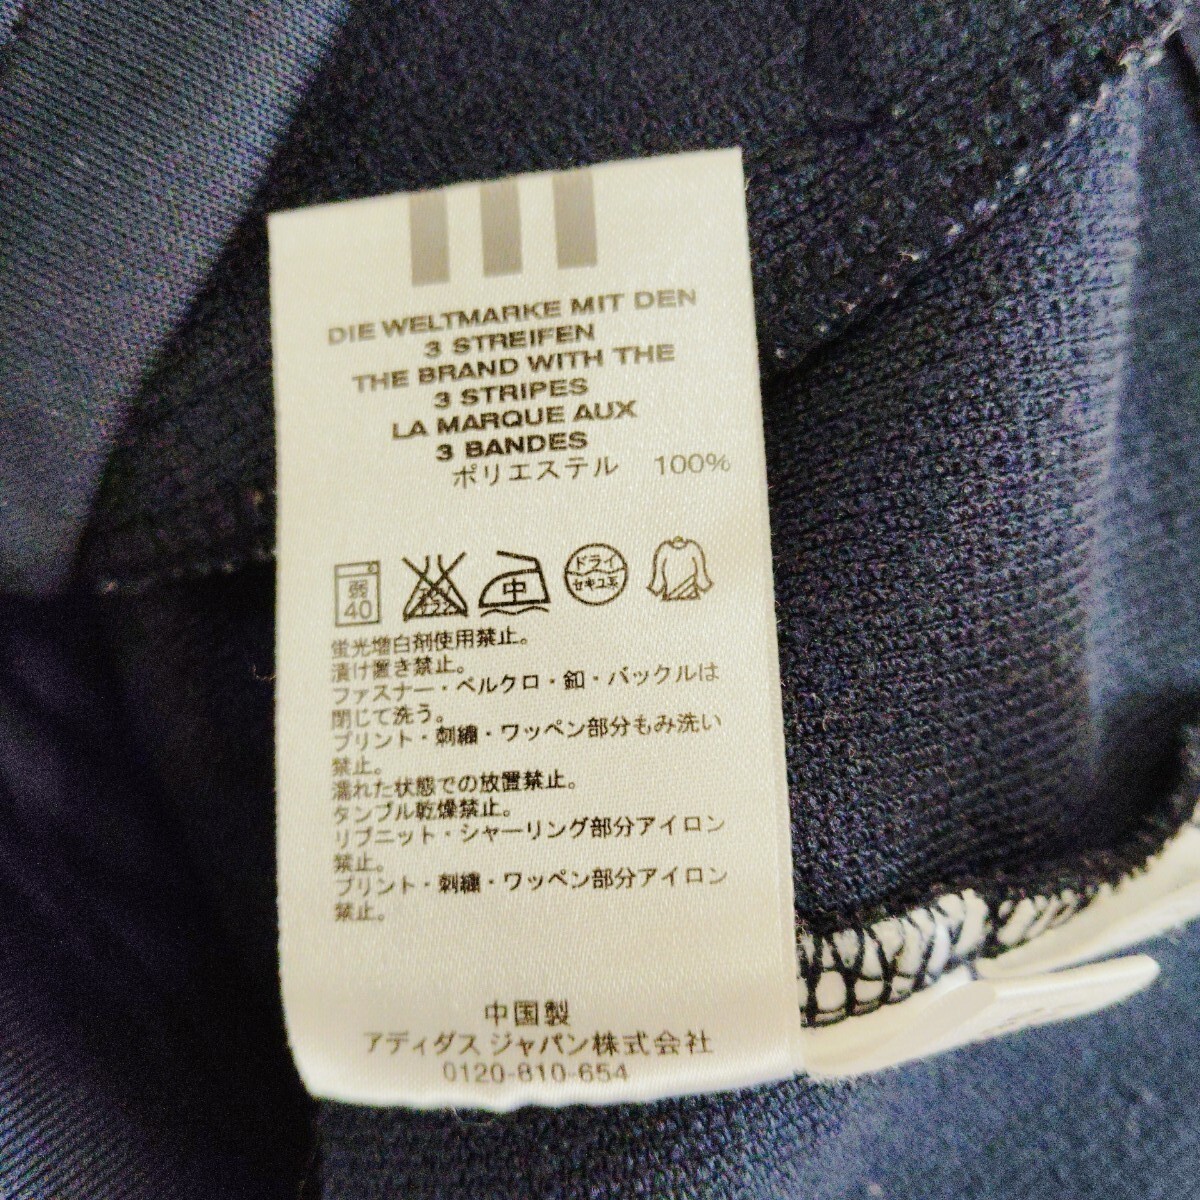 DIE WELTMARKE MIT DEN
3 STREIFEN
THE BRAND WITH THE
3 STRIPES
LA MARQUE AUX
3 BANDES
ポリエステル 100%
弱
40
エンソ
サラシ
中
ドライ
セキユ系
蛍光増白剤使用禁止。
漬け置き禁止。
ファスナー・ベルクロ・釦・バックルは
閉じて洗う。
プリント・刺繍・ワッペン部分もみ洗い
禁止。
濡れた状態での放置禁止。
タンブル乾燥禁止。
リブニット・シャーリング部分アイロン
禁止。
プリント・刺繍・ワッペン部分アイロン
禁止。
中国製
アディダス ジャパン株式会社
0120-810-654